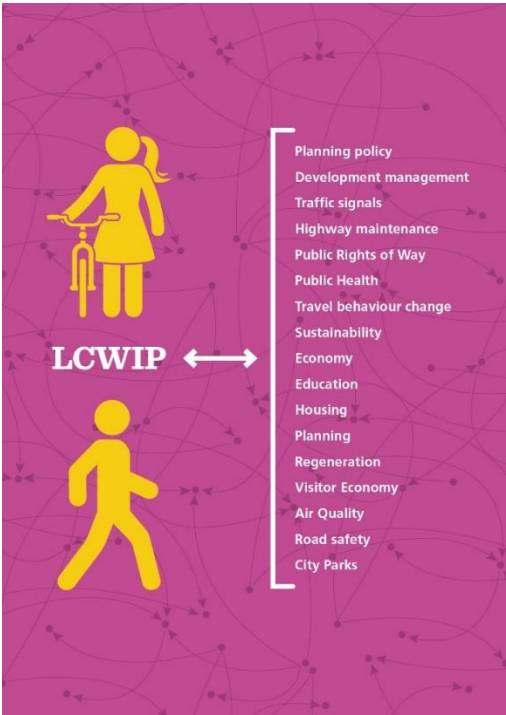 LCWIP
Planning policy
Development management
Traffic signals
Highway maintenance
Public Rights of Way
Public Health
Travel behaviour change
Sustainability
Economy
Education
Housing
Planning
Regeneration
Visitor Economy
Air Quality
Road safety
City Parks